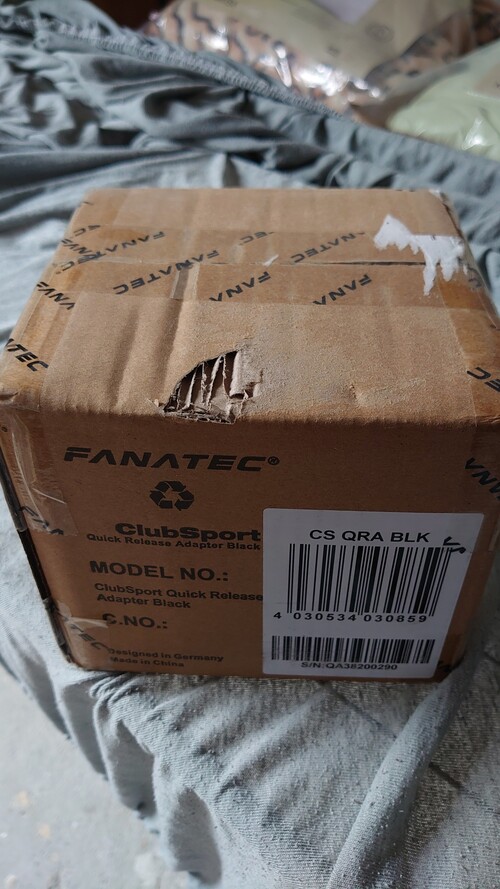 FANATEC
FANATEC
FANATEC
FANATEC®
ClubSport
Quick Release Adapter Black
MODEL NO.:
ClubSport Quick Release
Adapter Black
Designed in Germany
Made in China
CS QRA BLK
4 030534 030859
S/N:QA38200290